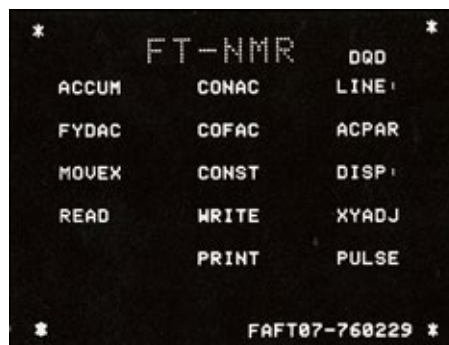 * *
FT-NMR
DQD
ACCUM CONAC LINE
FYDAC COFAC ACPAR
MOVEX CONST DISP
READ WRITE XYADJ
PRINT PULSE
* FAFT07-760229 *